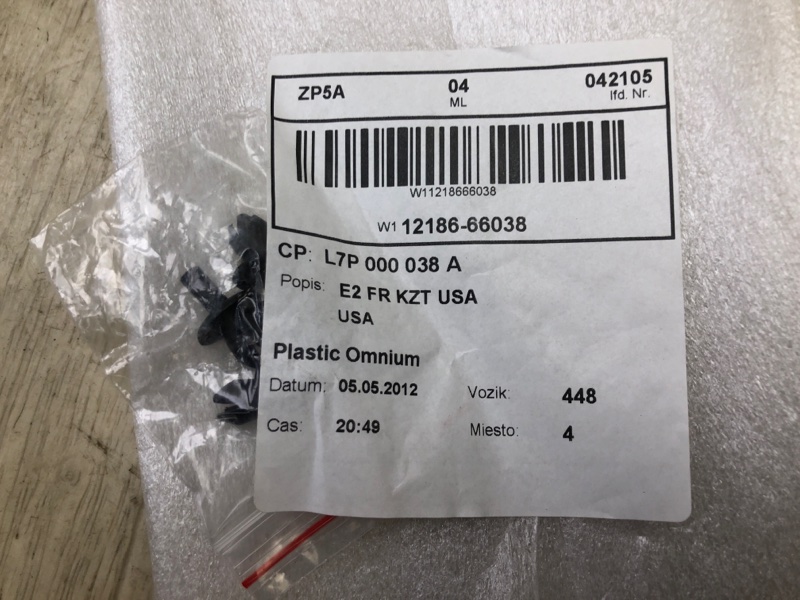 ZP5A 04 042105
ML lfd. Nr.
W11218666038
W1 12186-66038
CP: L7P 000 038 A
Popis: E2 FR KZT USA
USA
Plastic Omnium
Datum: 05.05.2012 Vozik: 448
Cas: 20:49 Miesto: 4